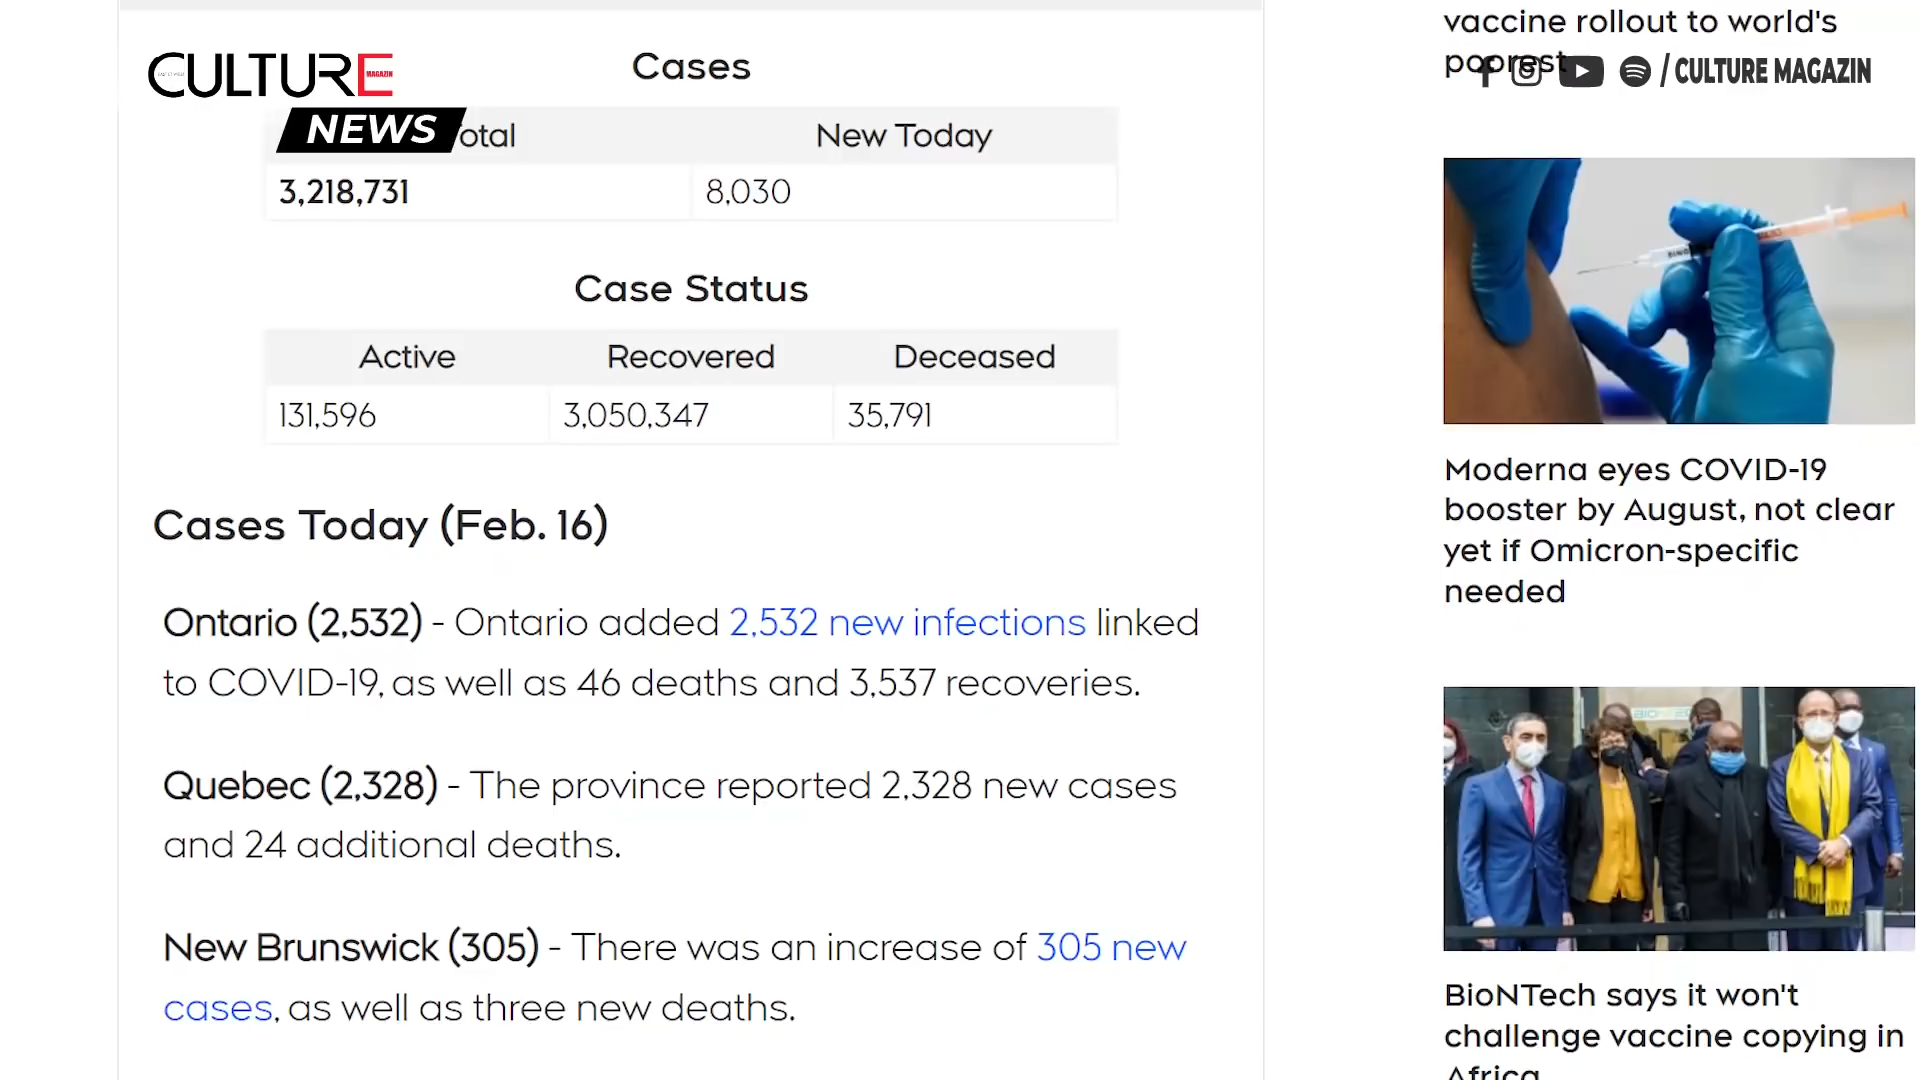 CULTURE
MAGAZIN
NEWS
Cases
otal New Today
3,218,731 8,030
Case Status
Active Recovered Deceased
131,596 3,050,347 35,791
Cases Today (Feb. 16)
Ontario (2,532) - Ontario added 2,532 new infections linked
to COVID-19, as well as 46 deaths and 3,537 recoveries.
Quebec (2,328) - The province reported 2,328 new cases
and 24 additional deaths.
New Brunswick (305) - There was an increase of 305 new
cases, as well as three new deaths.
vaccine rollout to world's
poorest
/ CULTURE MAGAZIN
Moderna eyes COVID-19
booster by August, not clear
yet if Omicron-specific
needed
BioNTech says it won't
challenge vaccine copying in
Africa